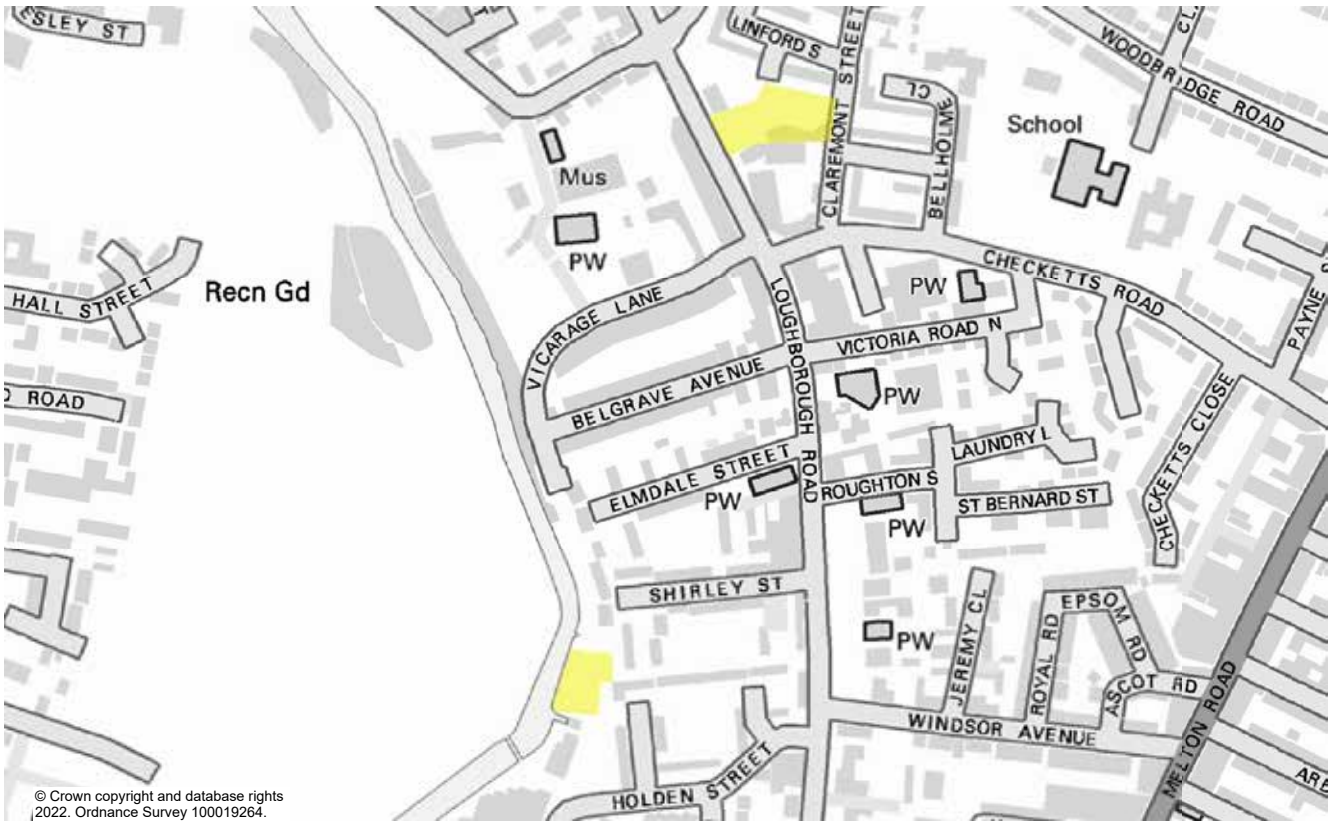 ESLEY ST
LINFORD S
CLAREMONT STREET
BELLHOLME CL
WOODBRIDGE ROAD
CL
School
Mus
PW
HALL STREET
Recn Gd
VICARAGE LANE
LOUGHBOROUGH ROAD
PW
CHECKETTS ROAD
PAYNE S
VICTORIA ROAD N
BELGRAVE AVENUE
PW
ROAD
CHECKETTS CLOSE
LAUNDRY L
ELMDALE STREET
PW
ROUGHTON S
PW
ST BERNARD ST
SHIRLEY ST
PW
JEREMY CL
ROYAL RD
EPSOM RD
ASCOT RD
WINDSOR AVENUE
MELTON ROAD
HOLDEN STREET
© Crown copyright and database rights
2022. Ordnance Survey 100019264.